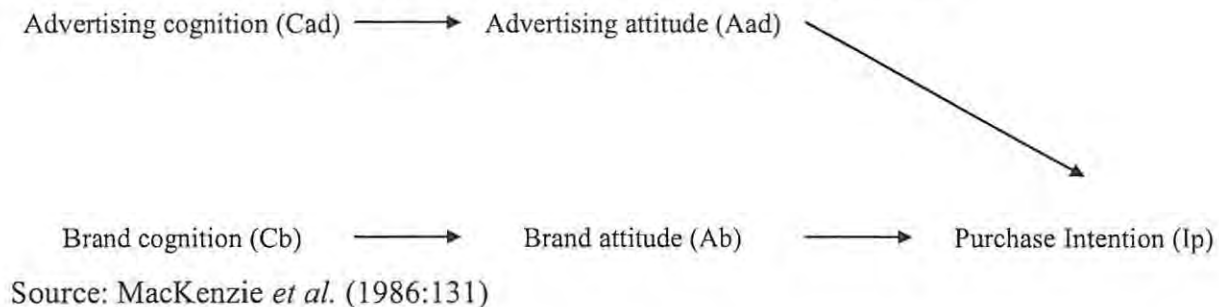 Advertising cognition (Cad) Advertising attitude (Aad)
Brand cognition (Cb) Brand attitude (Ab) Purchase Intention (Ip)
Source: MacKenzie et al. (1986:131)